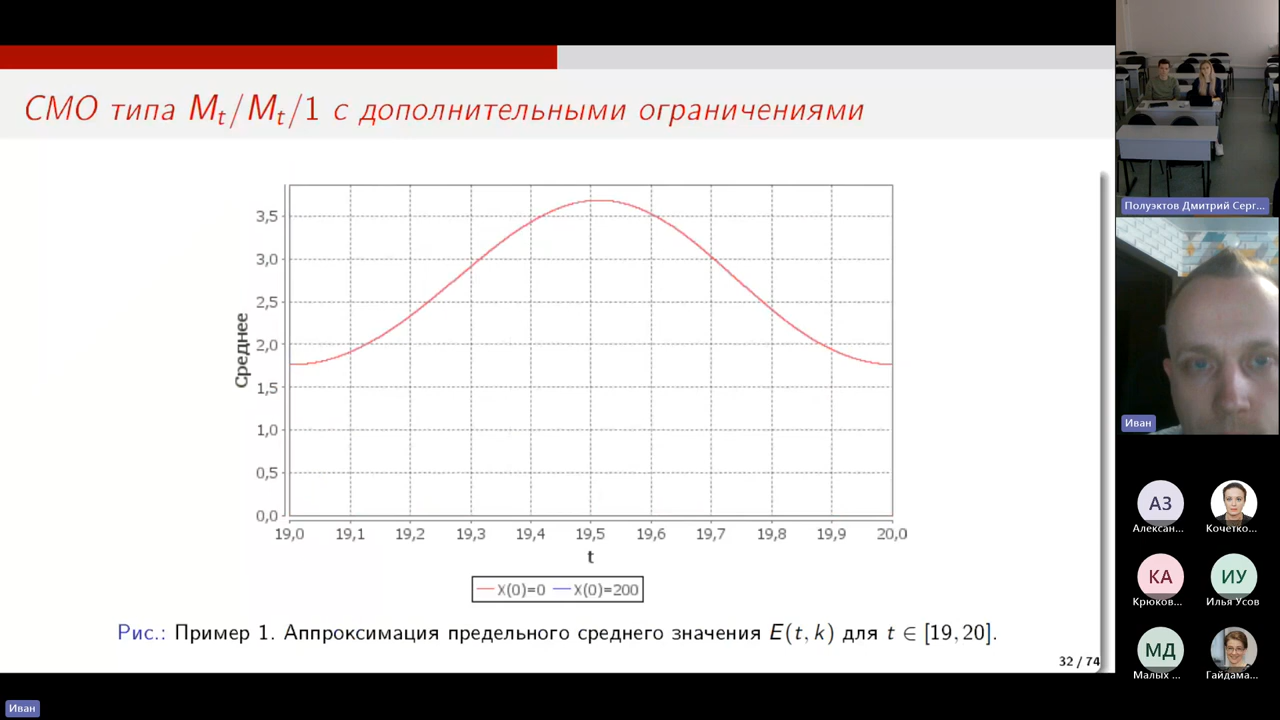 СМО типа Mt/Mt/1 с дополнительными ограничениями
Среднее
3,5
3,0
2,5
2,0
1,5
1,0
0,5
0,0
19,0 19,1 19,2 19,3 19,4 19,5 19,6 19,7 19,8 19,9 20,0
t
X(0)=0 X(0)=200
Рис.: Пример 1. Аппроксимация предельного среднего значения E(t, k) для t ∈ [19, 20].
32 / 74
Иван
Полуэктов Дмитрий Серг...
Иван
АЗ
Алексан... Кочетко...
КА ИУ
Крюков... Илья Усов
МД
Малых ... Гайдама...